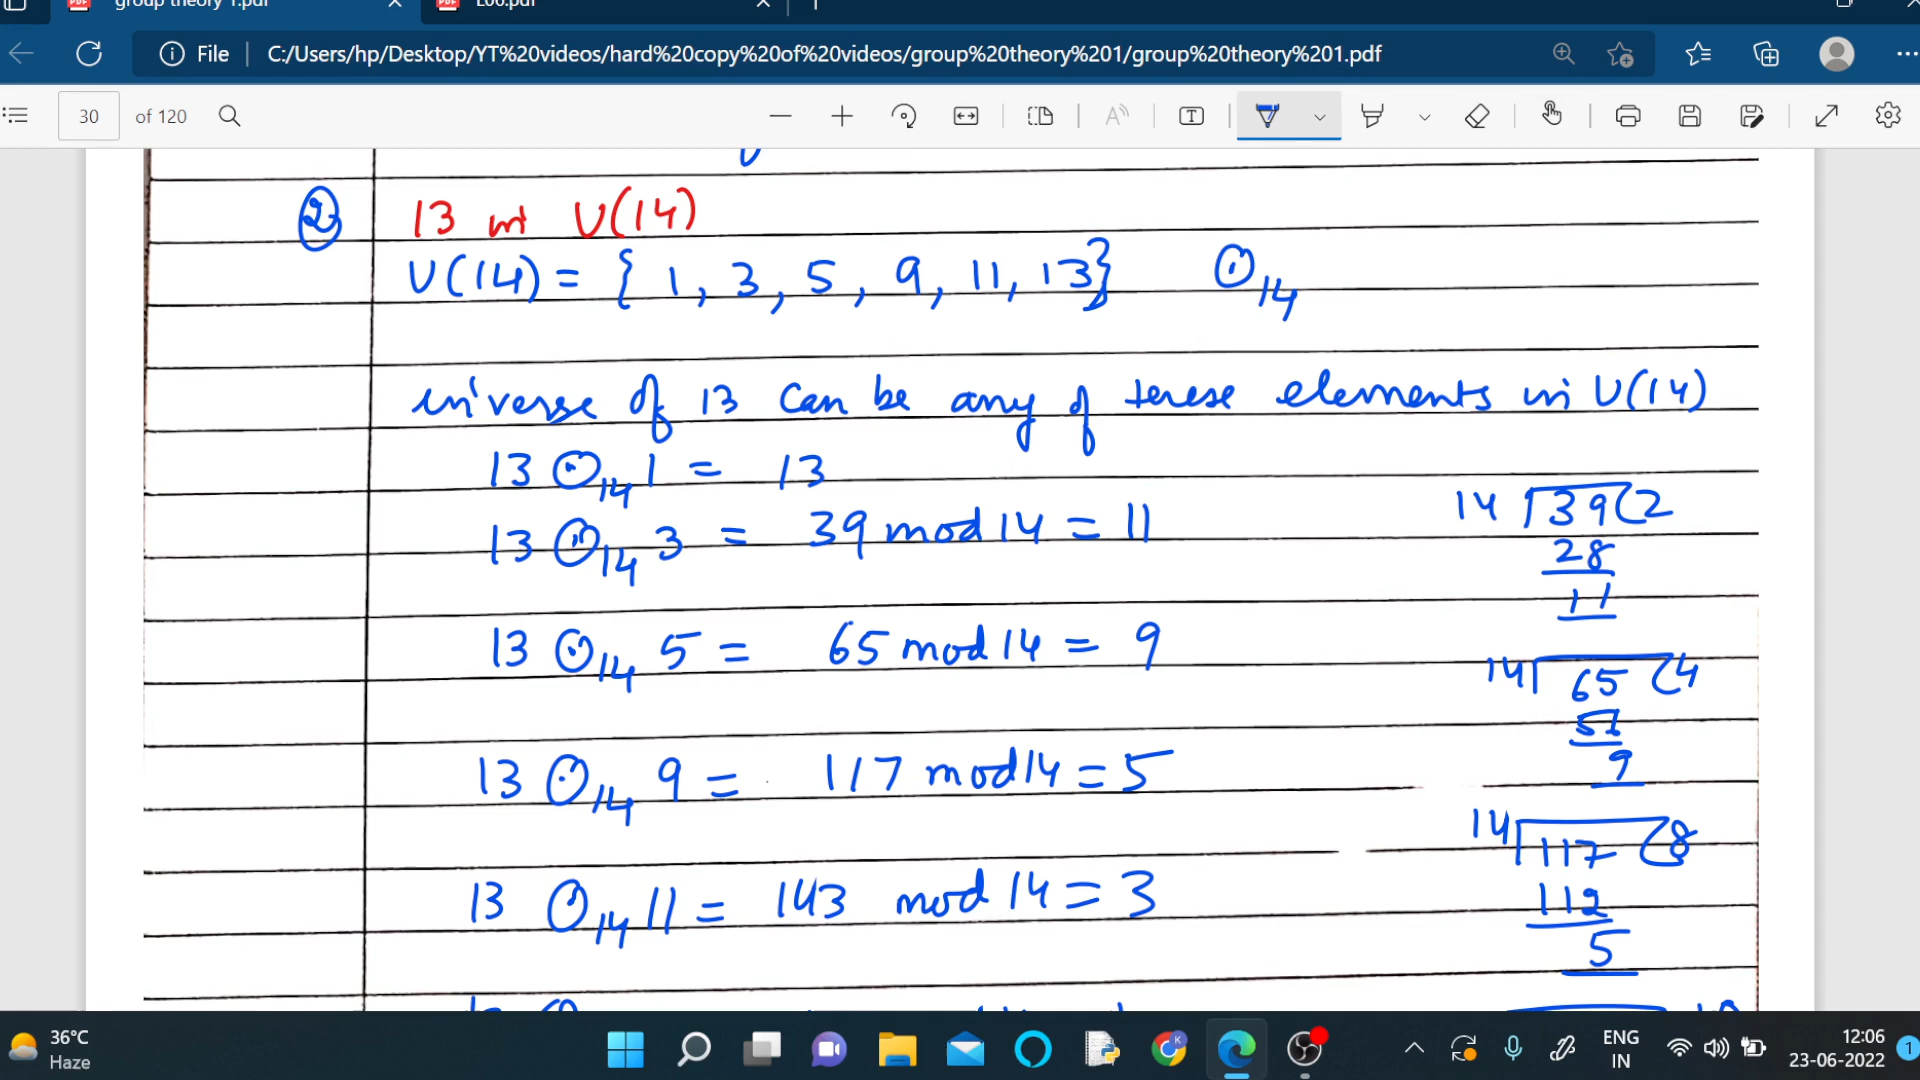 group theory 1.pdf
L06.pdf
File C:/Users/hp/Desktop/YT%20videos/hard%20copy%20of%20videos/group%20theory%201/group%20theory%201.pdf
30 of 120
② 13 in U(14)
U(14) = { 1, 3, 5, 9, 11, 13} ⊙14
inverse of 13 can be any of these elements in U(14)
13 ⊙14 1 = 13
13 ⊙14 3 = 39 mod 14 = 11
14 39 2
28
11
13 ⊙14 5 = 65 mod 14 = 9
14 65 4
56
9
13 ⊙14 9 = 117 mod 14 = 5
14 117 8
112
5
13 ⊙14 11 = 143 mod 14 = 3
36°C
Haze
ENG
IN
12:06
23-06-2022
1